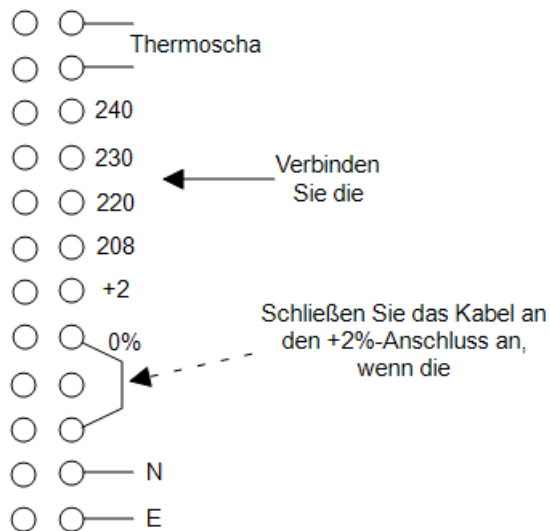 Thermoscha
240
230
Verbinden
Sie die
220
208
+2
Schließen Sie das Kabel an
den +2%-Anschluss an,
wenn die
0%
N
E